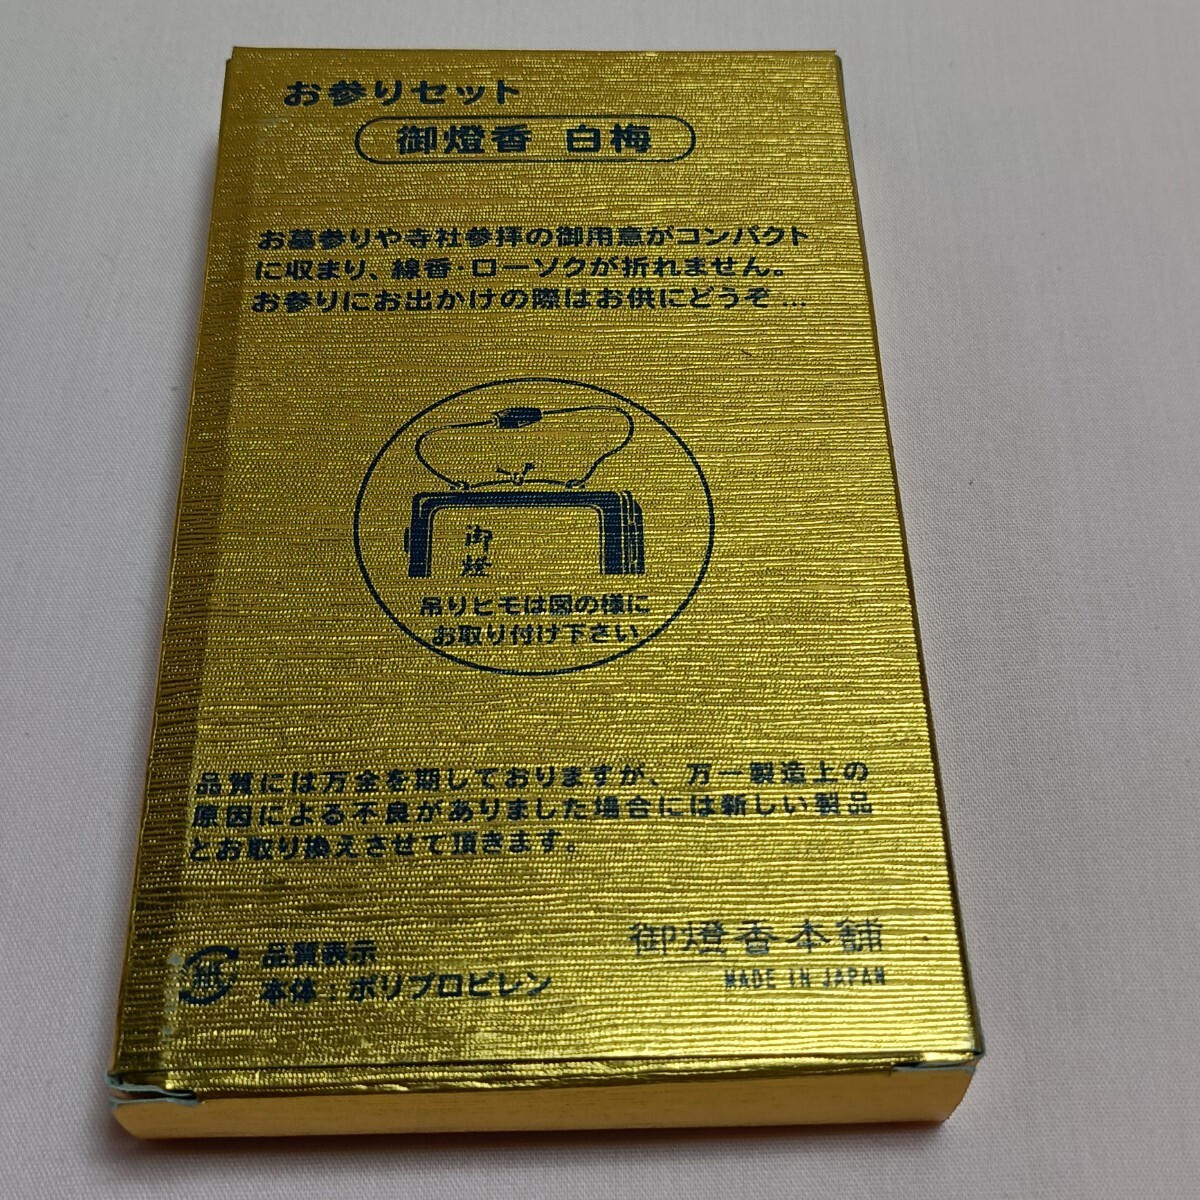 お参りセット
御燈香 白梅
お墓参りや寺社参拝の御用意がコンパクト
に収まり、線香・ローソクが折れません。
お参りにお出かけの際はお供にどうぞ…
御燈
吊りヒモは図の様に
お取り付け下さい
品質には万金を期しておりますが、万一製造上の
原因による不良がありました場合には新しい製品
とお取り換えさせて頂きます。
紙
品質表示
本体：ポリプロピレン
御燈香本舗
MADE IN JAPAN